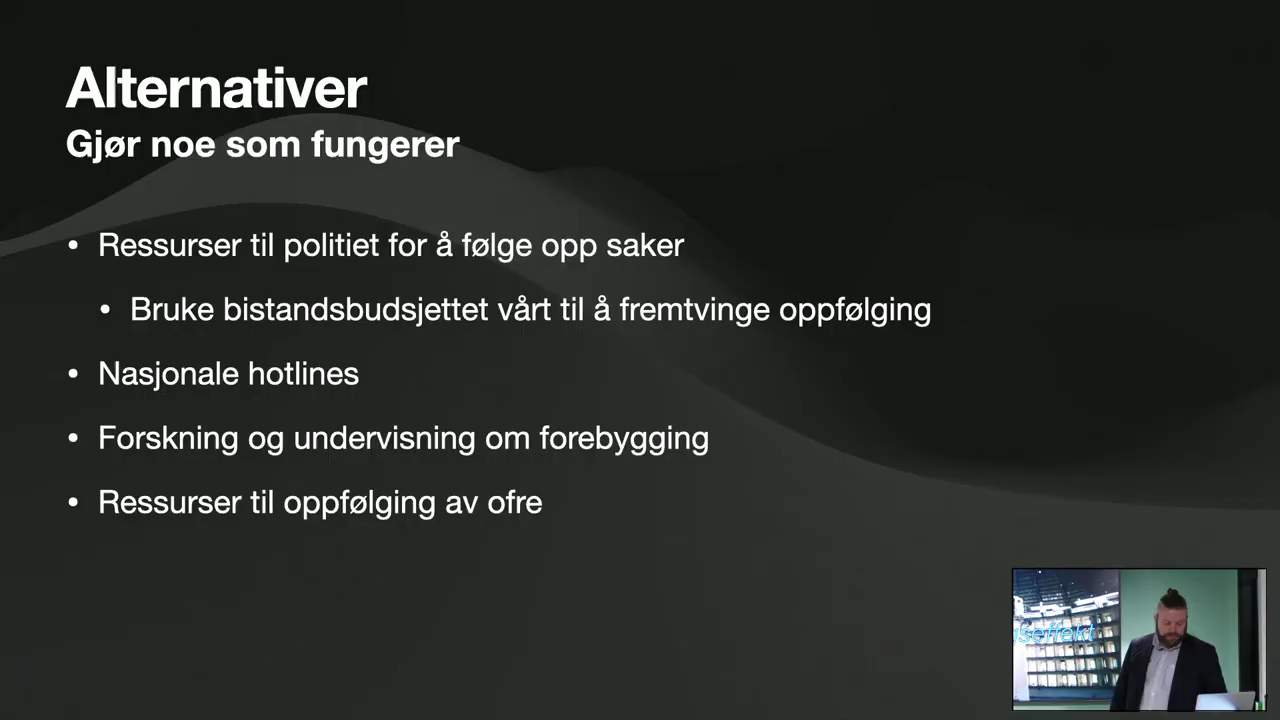 Alternativer
Gjør noe som fungerer
• Ressurser til politiet for å følge opp saker
• Bruke bistandsbudsjettet vårt til å fremtvinge oppfølging
• Nasjonale hotlines
• Forskning og undervisning om forebygging
• Ressurser til oppfølging av ofre